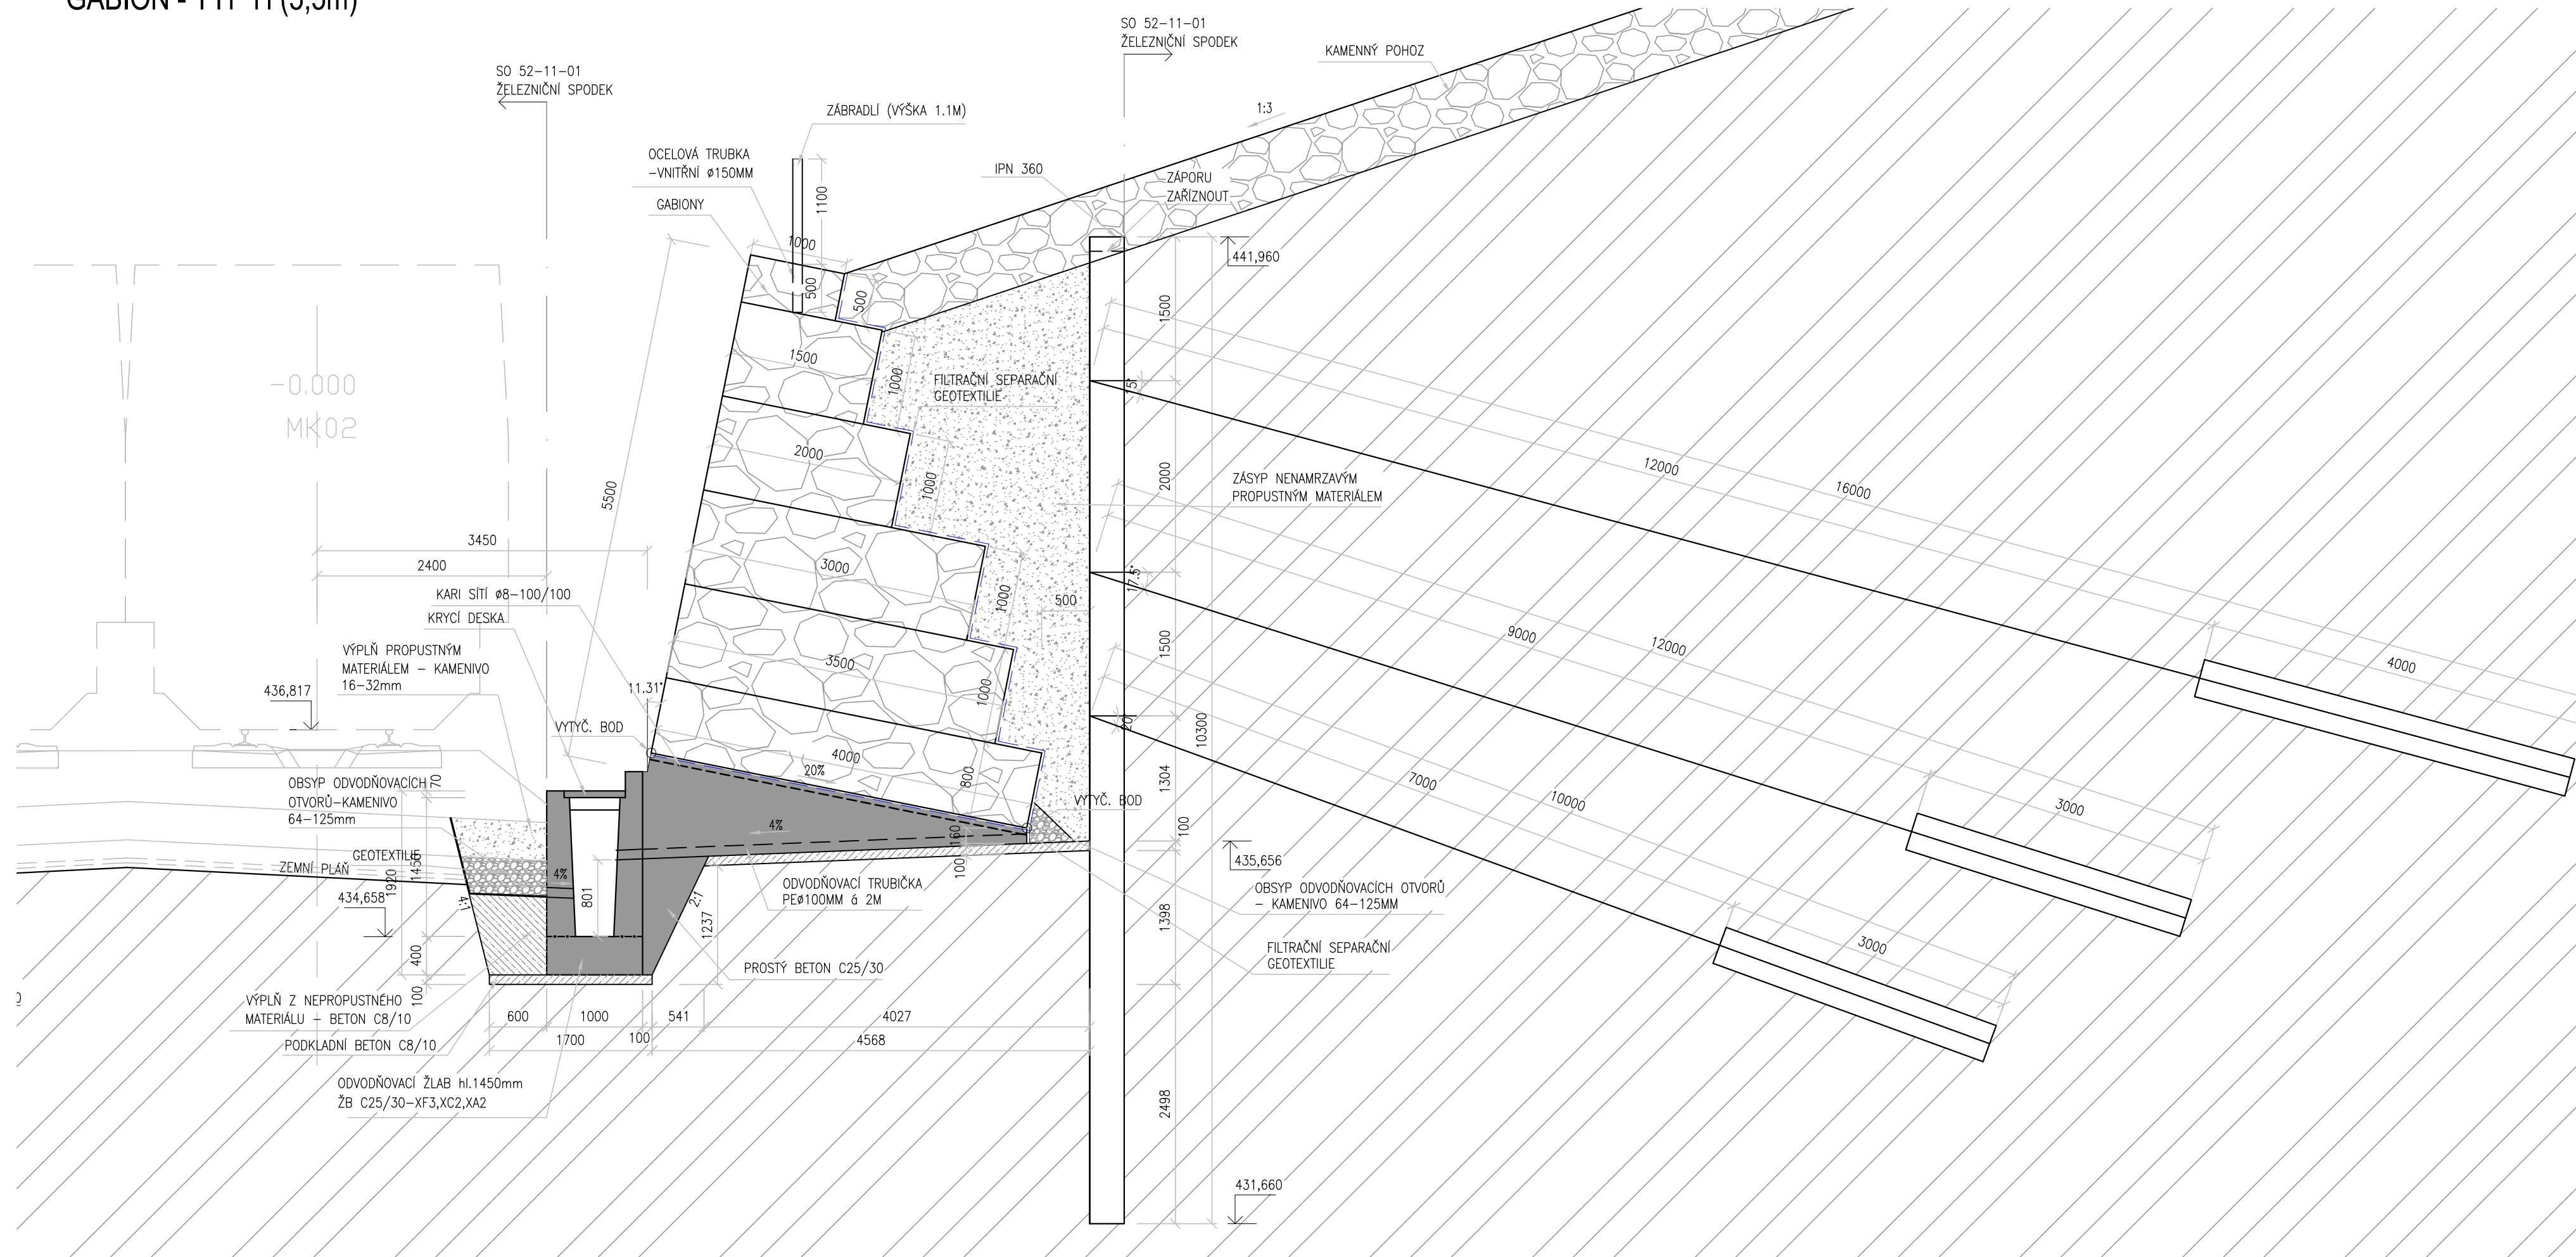 SO 52-11-01
ŽELEZNIČNÍ SPODEK
SO 52-11-01
ŽELEZNIČNÍ SPODEK
KAMENNÝ POHOZ
1:3
ZÁBRADLÍ (VÝŠKA 1.1M)
OCELOVÁ TRUBKA
-VNITŘNÍ ø150MM
GABIONY
IPN 360
ZÁPORU
ZAŘÍZNOUT
1100
1000
500
500
441,960
1500
-0,000
MK02
1500
1000
FILTRAČNÍ SEPARAČNÍ
GEOTEXTILIE
15°
2000
1000
5500
2000
ZÁSYP NENAMRZAVÝM
PROPUSTNÝM MATERIÁLEM
12000
16000
3450
2400
3000
1000
500
17.5°
1500
9000
12000
4000
KARI SÍTÍ ø8-100/100
KRYCÍ DESKA
VÝPLŇ PROPUSTNÝM
MATERIÁLEM - KAMENIVO
16-32mm
436,817
11.31°
3500
1000
20°
10300
VYTYČ. BOD
4000
20%
800
1304
7000
10000
3000
OBSYP ODVODŇOVACÍCH
OTVORŮ-KAMENIVO
64-125mm
70
VYTYČ. BOD
4%
160
100
100
435,656
GEOTEXTILIE
ZEMNÍ PLÁŇ
1450
1920
4%
801
434,658
4:1
2:1
1237
ODVODŇOVACÍ TRUBIČKA
PEø100MM á 2M
OBSYP ODVODŇOVACÍCH OTVORŮ
- KAMENIVO 64-125MM
1398
3000
400
100
PROSTÝ BETON C25/30
FILTRAČNÍ SEPARAČNÍ
GEOTEXTILIE
VÝPLŇ Z NEPROPUSTNÉHO
MATERIÁLU - BETON C8/10
PODKLADNÍ BETON C8/10
600
1000
541
4027
1700
100
4568
ODVODŇOVACÍ ŽLAB hl.1450mm
ŽB C25/30-XF3,XC2,XA2
2498
431,660